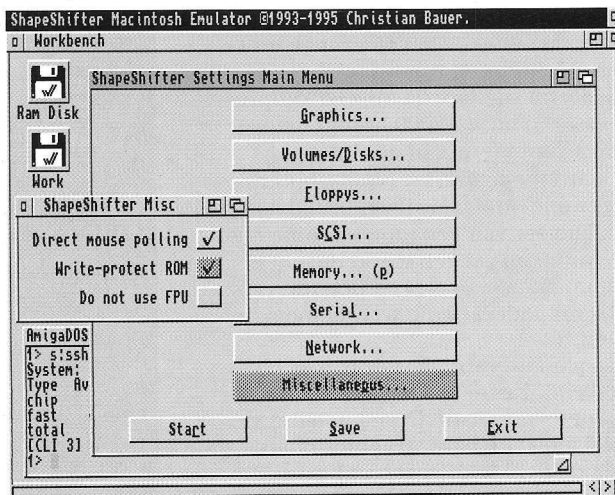 ShapeShifter Macintosh Emulator ©1993-1995 Christian Bauer.
Workbench
Ram Disk
Work
ShapeShifter Settings Main Menu
Graphics...
Volumes/Disks...
Floppys...
SCSI...
Memory... (p)
Serial...
Network...
Miscellaneous...
Start
Save
Exit
ShapeShifter Misc
Direct mouse polling
Write-protect ROM
Do not use FPU
AmigaDOS
1> s:ssh
System:
Type Av
chip
fast
total
[CLI 3]
1>